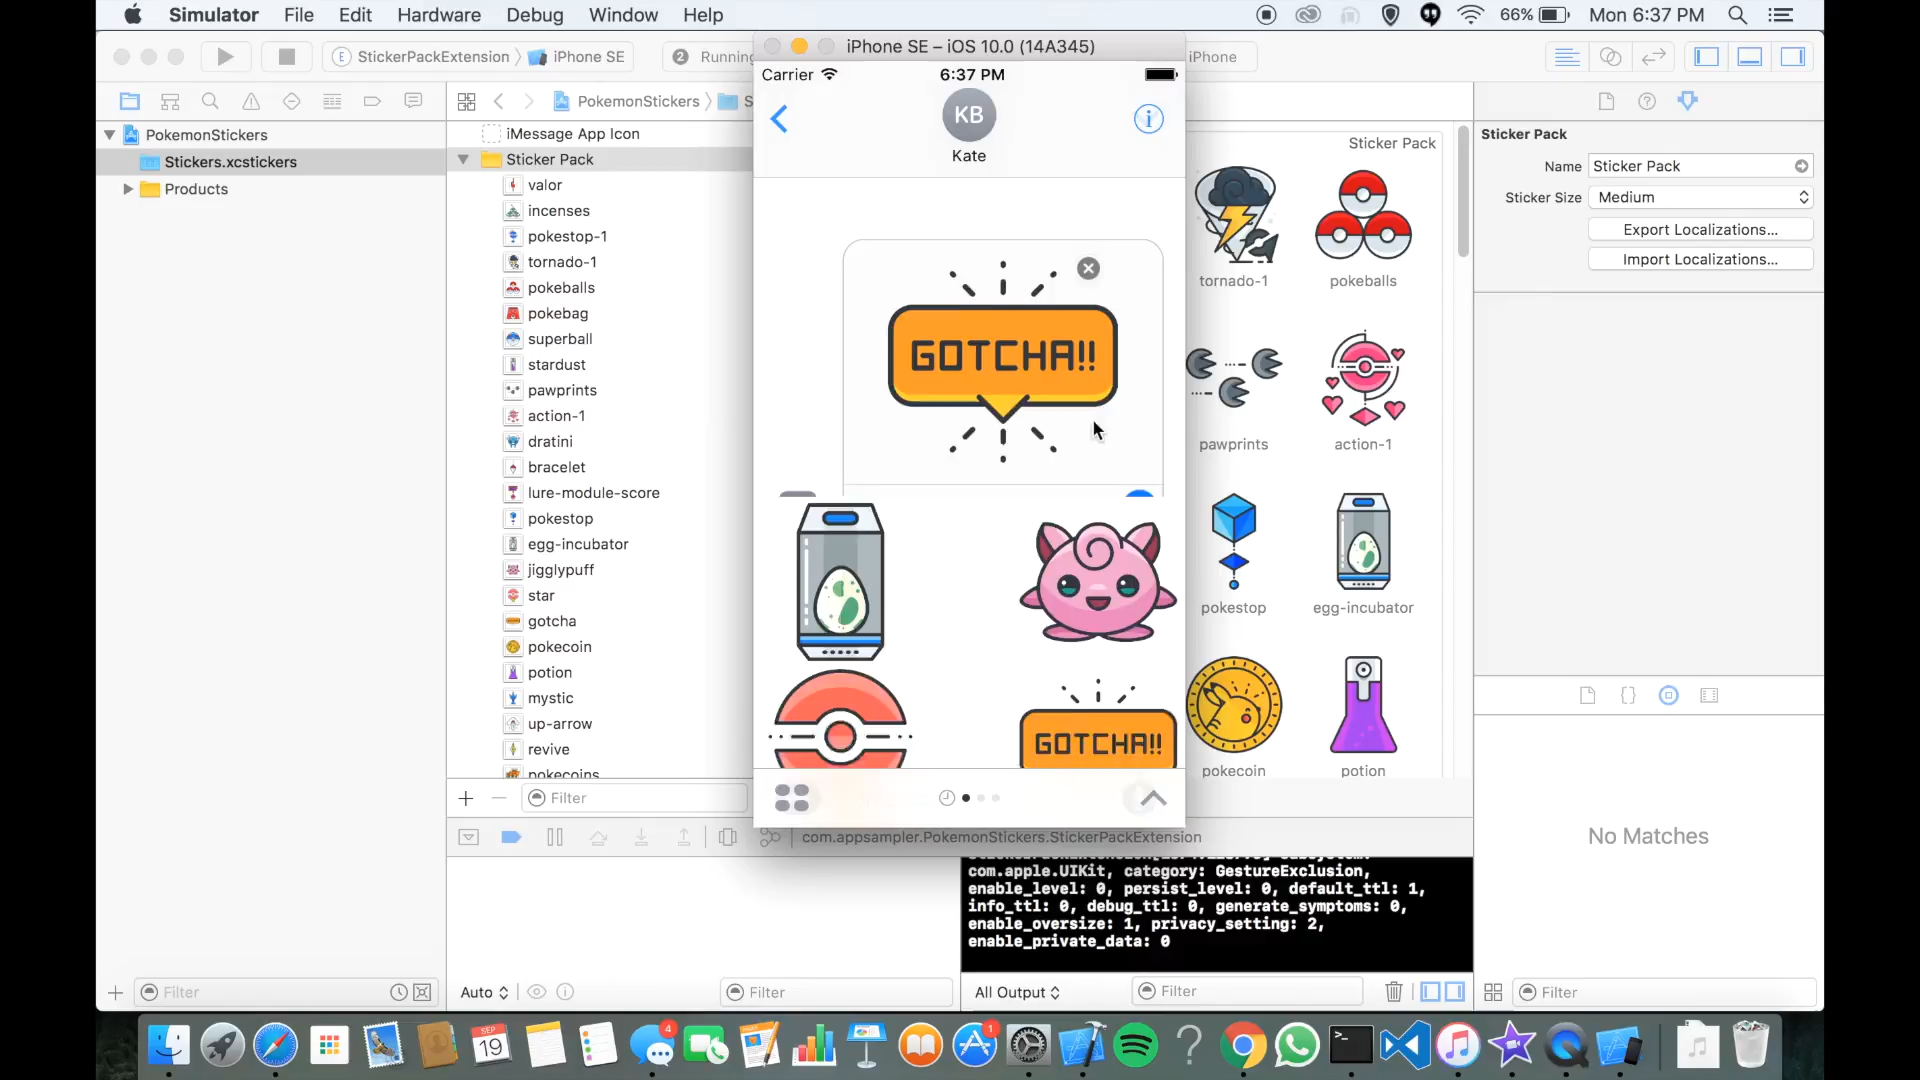 Simulator File Edit Hardware Debug Window Help
66% Mon 6:37 PM
StickerPackExtension iPhone SE
2 Running
iPhone
iPhone SE – iOS 10.0 (14A345)
Carrier 6:37 PM
KB
Kate
PokemonStickers
Stickers.xcstickers
Products
PokemonStickers S
iMessage App Icon
Sticker Pack
valor
incenses
pokestop-1
tornado-1
pokeballs
pokebag
superball
stardust
pawprints
action-1
dratini
bracelet
lure-module-score
pokestop
egg-incubator
jigglypuff
star
gotcha
pokecoin
potion
mystic
up-arrow
revive
pokecoins
Filter
GOTCHA!!
GOTCHA!!
Sticker Pack
tornado-1 pokeballs
pawprints action-1
pokestop egg-incubator
pokecoin potion
Sticker Pack
Name Sticker Pack
Sticker Size Medium
Export Localizations...
Import Localizations...
No Matches
com.appsampler.PokemonStickers.StickerPackExtension
com.apple.UIKit, category: GestureExclusion,
enable_level: 0, persist_level: 0, default_ttl: 1,
info_ttl: 0, debug_ttl: 0, generate_symptoms: 0,
enable_oversize: 1, privacy_setting: 2,
enable_private_data: 0
Filter
Auto
Filter
All Output
Filter
Filter
SEP
19
4
1